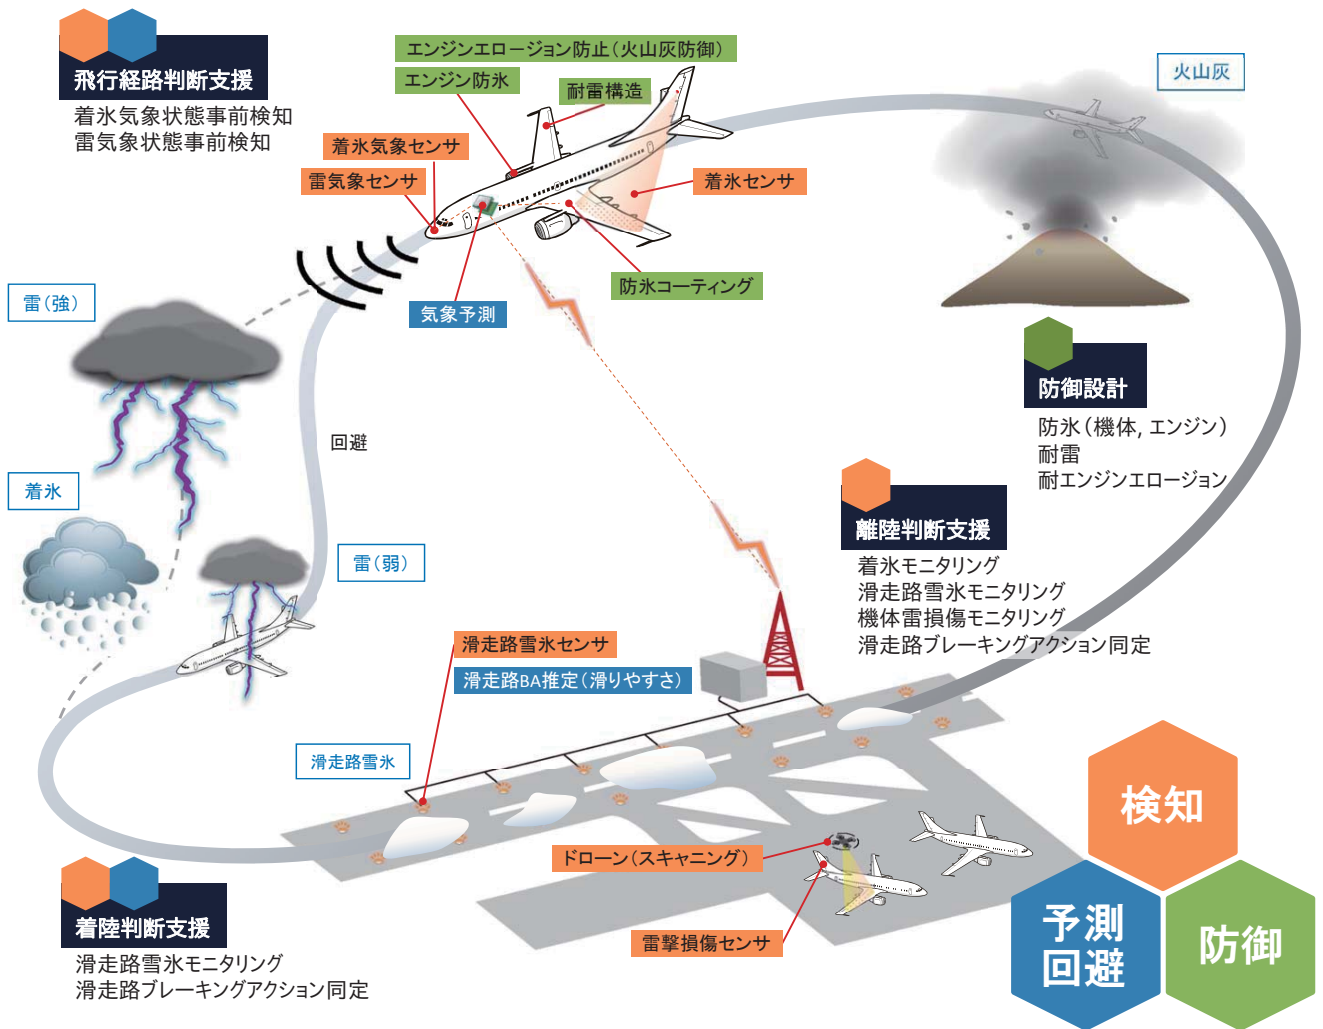 飛行経路判断支援
着氷気象状態事前検知
雷気象状態事前検知
エンジンエロージョン防止（火山灰防御）
エンジン防氷
耐雷構造
着氷気象センサ
雷気象センサ
着氷センサ
防氷コーティング
気象予測
火山灰
雷（強）
回避
着氷
雷（弱）
防御設計
防氷（機体, エンジン）
耐雷
耐エンジンエロージョン
離陸判断支援
着氷モニタリング
滑走路雪氷モニタリング
機体雷損傷モニタリング
滑走路ブレーキングアクション同定
滑走路雪氷センサ
滑走路BA推定（滑りやすさ）
滑走路雪氷
ドローン（スキャニング）
雷撃損傷センサ
着陸判断支援
滑走路雪氷モニタリング
滑走路ブレーキングアクション同定
検知
予測
回避
防御